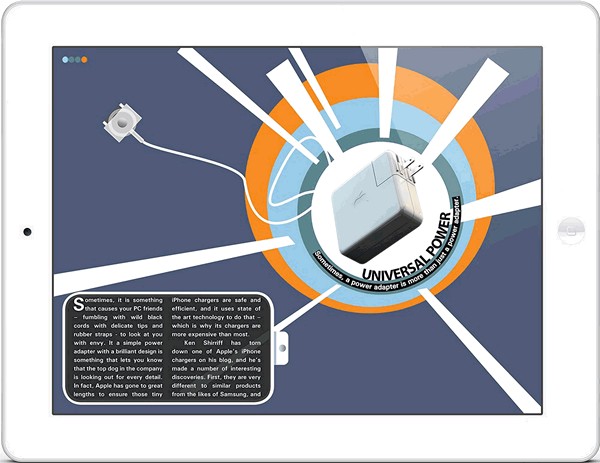 UNIVERSAL POWER
Sometimes, a power adapter is more than just a power adapter.
Sometimes, it is something
that causes your PC friends
– fumbling with wild black
cords with delicate tips and
rubber straps – to look at you
with envy. It a simple power
adapter with a brilliant design is
something that lets you know
that the top dog in the company
is looking out for every detail.
In fact, Apple has gone to great
lengths to ensure those tiny
iPhone chargers are safe and
efficient, and it uses state of
the art technology to do that –
which is why its chargers are
more expensive than most.
Ken Shirriff has torn
down one of Apple's iPhone
chargers on his blog, and he's
made a number of interesting
discoveries. First, they are very
different to similar products
from the likes of Samsung, and